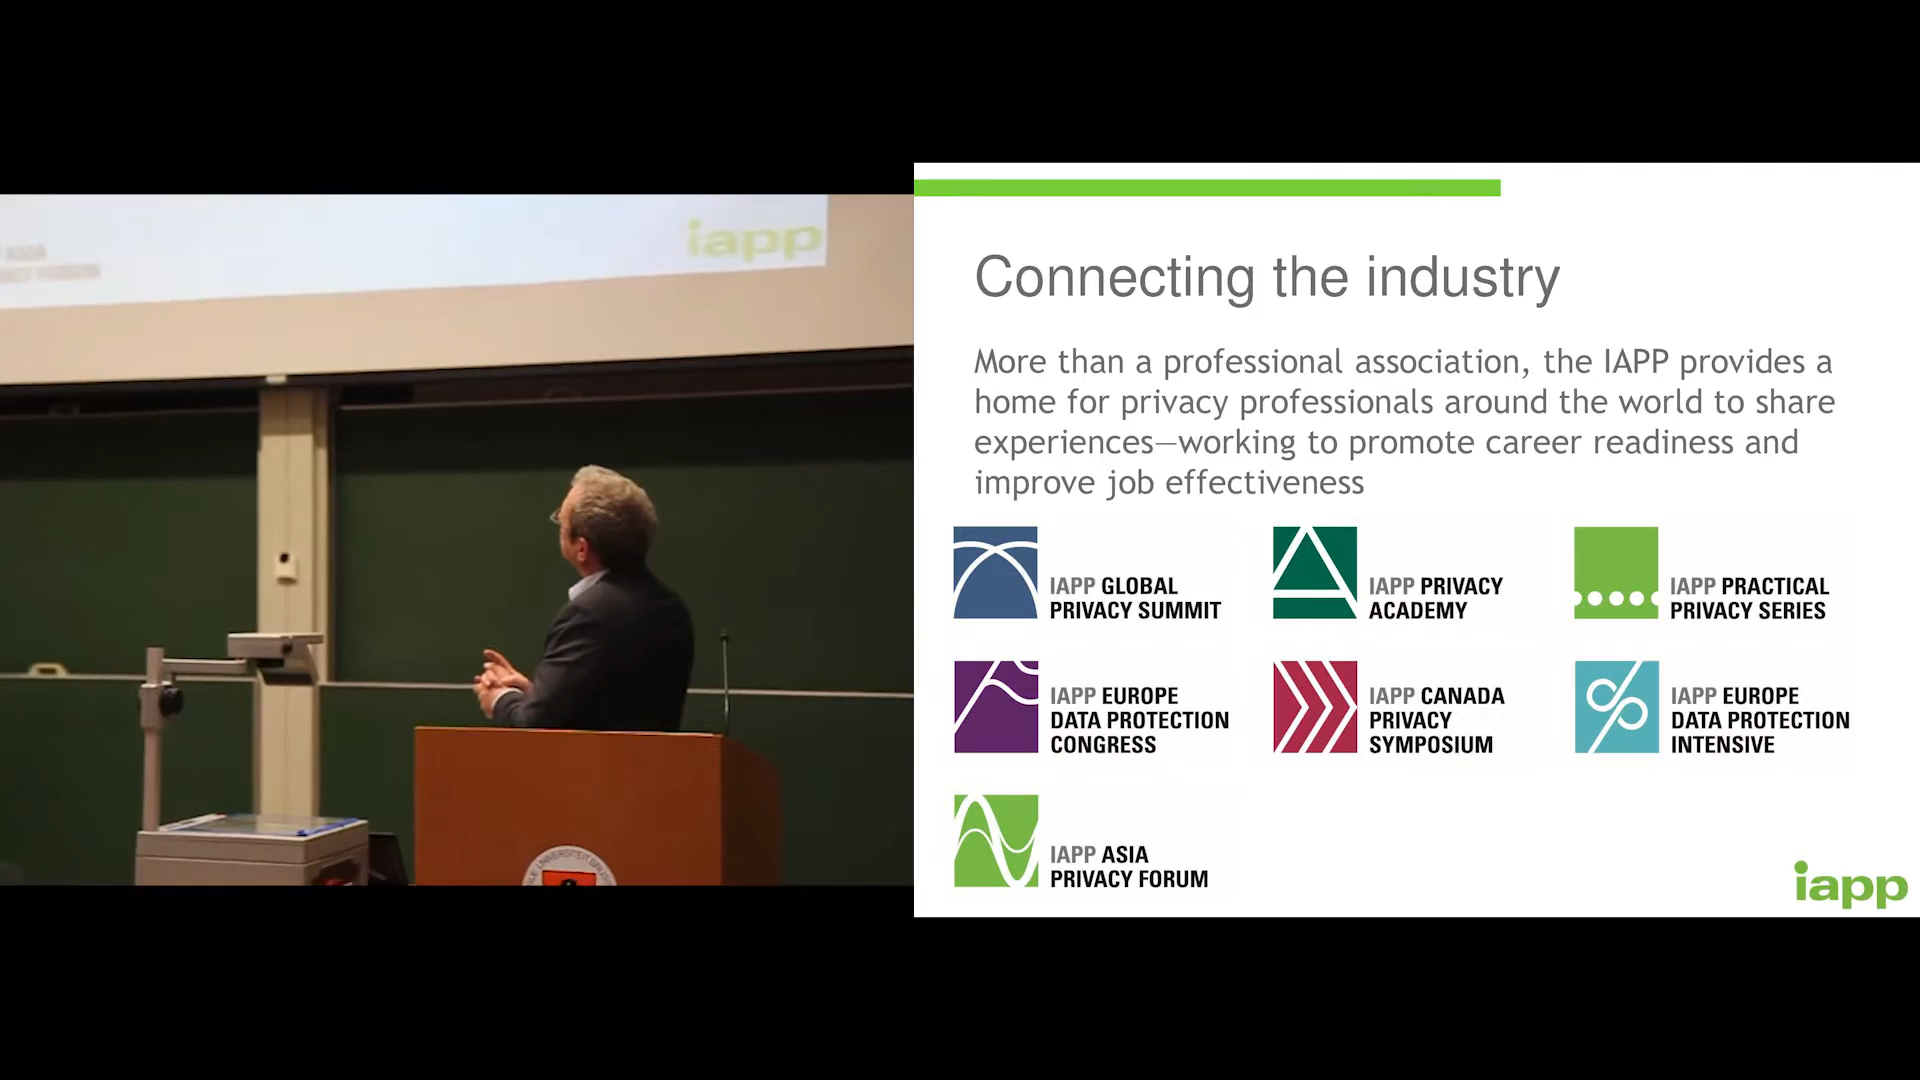 iapp
Connecting the industry
More than a professional association, the IAPP provides a
home for privacy professionals around the world to share
experiences—working to promote career readiness and
improve job effectiveness
IAPP GLOBAL
PRIVACY SUMMIT
IAPP PRIVACY
ACADEMY
IAPP PRACTICAL
PRIVACY SERIES
IAPP EUROPE
DATA PROTECTION
CONGRESS
IAPP CANADA
PRIVACY
SYMPOSIUM
IAPP EUROPE
DATA PROTECTION
INTENSIVE
IAPP ASIA
PRIVACY FORUM
iapp